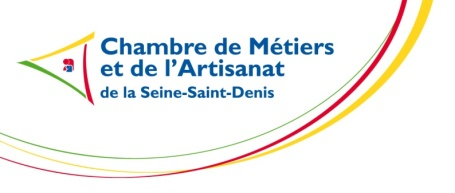 Chambre de Métiers
et de l'Artisanat
de la Seine-Saint-Denis